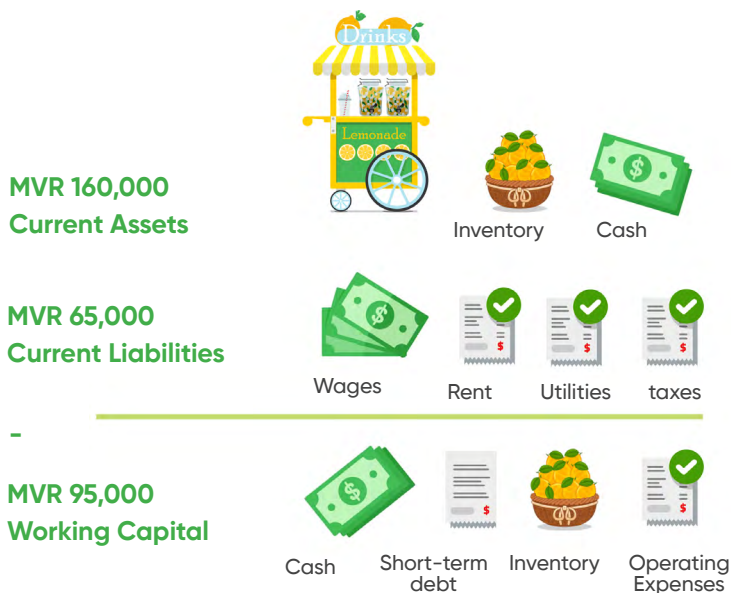 Drinks
Lemonade
MVR 160,000
Current Assets
Inventory Cash
MVR 65,000
Current Liabilities
Wages Rent Utilities taxes
-
MVR 95,000
Working Capital
Cash Short-term debt Inventory Operating Expenses